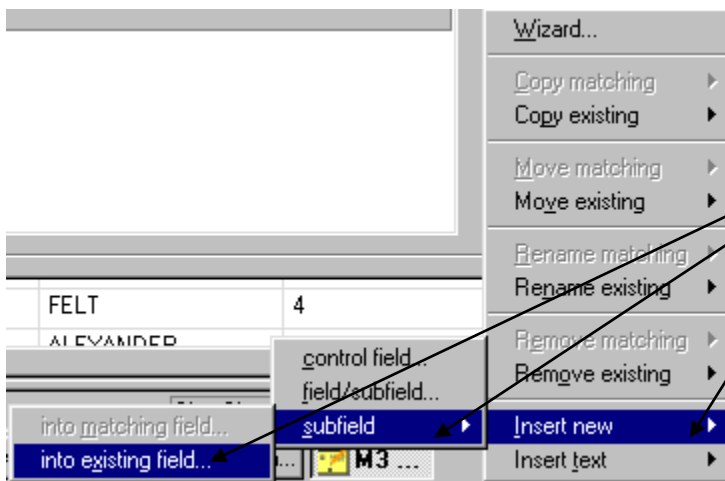 Wizard...
Copy matching
Copy existing
Move matching
Move existing
Rename matching
Rename existing
Remove matching
Remove existing
Insert new
Insert text
FELT 4
ALEXANDER
control field...
field/subfield...
subfield
into matching field...
into existing field...
... M3 ...